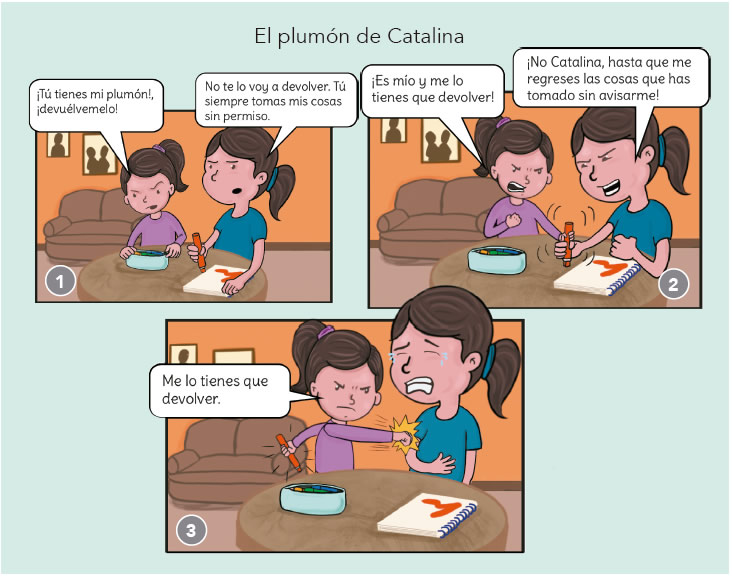 El plumón de Catalina
¡Tú tienes mi plumón!,
¡devuélvemelo!
No te lo voy a devolver. Tú
siempre tomas mis cosas
sin permiso.
1
¡Es mío y me lo
tienes que devolver!
¡No Catalina, hasta que me
regreses las cosas que has
tomado sin avisarme!
2
Me lo tienes que
devolver.
3